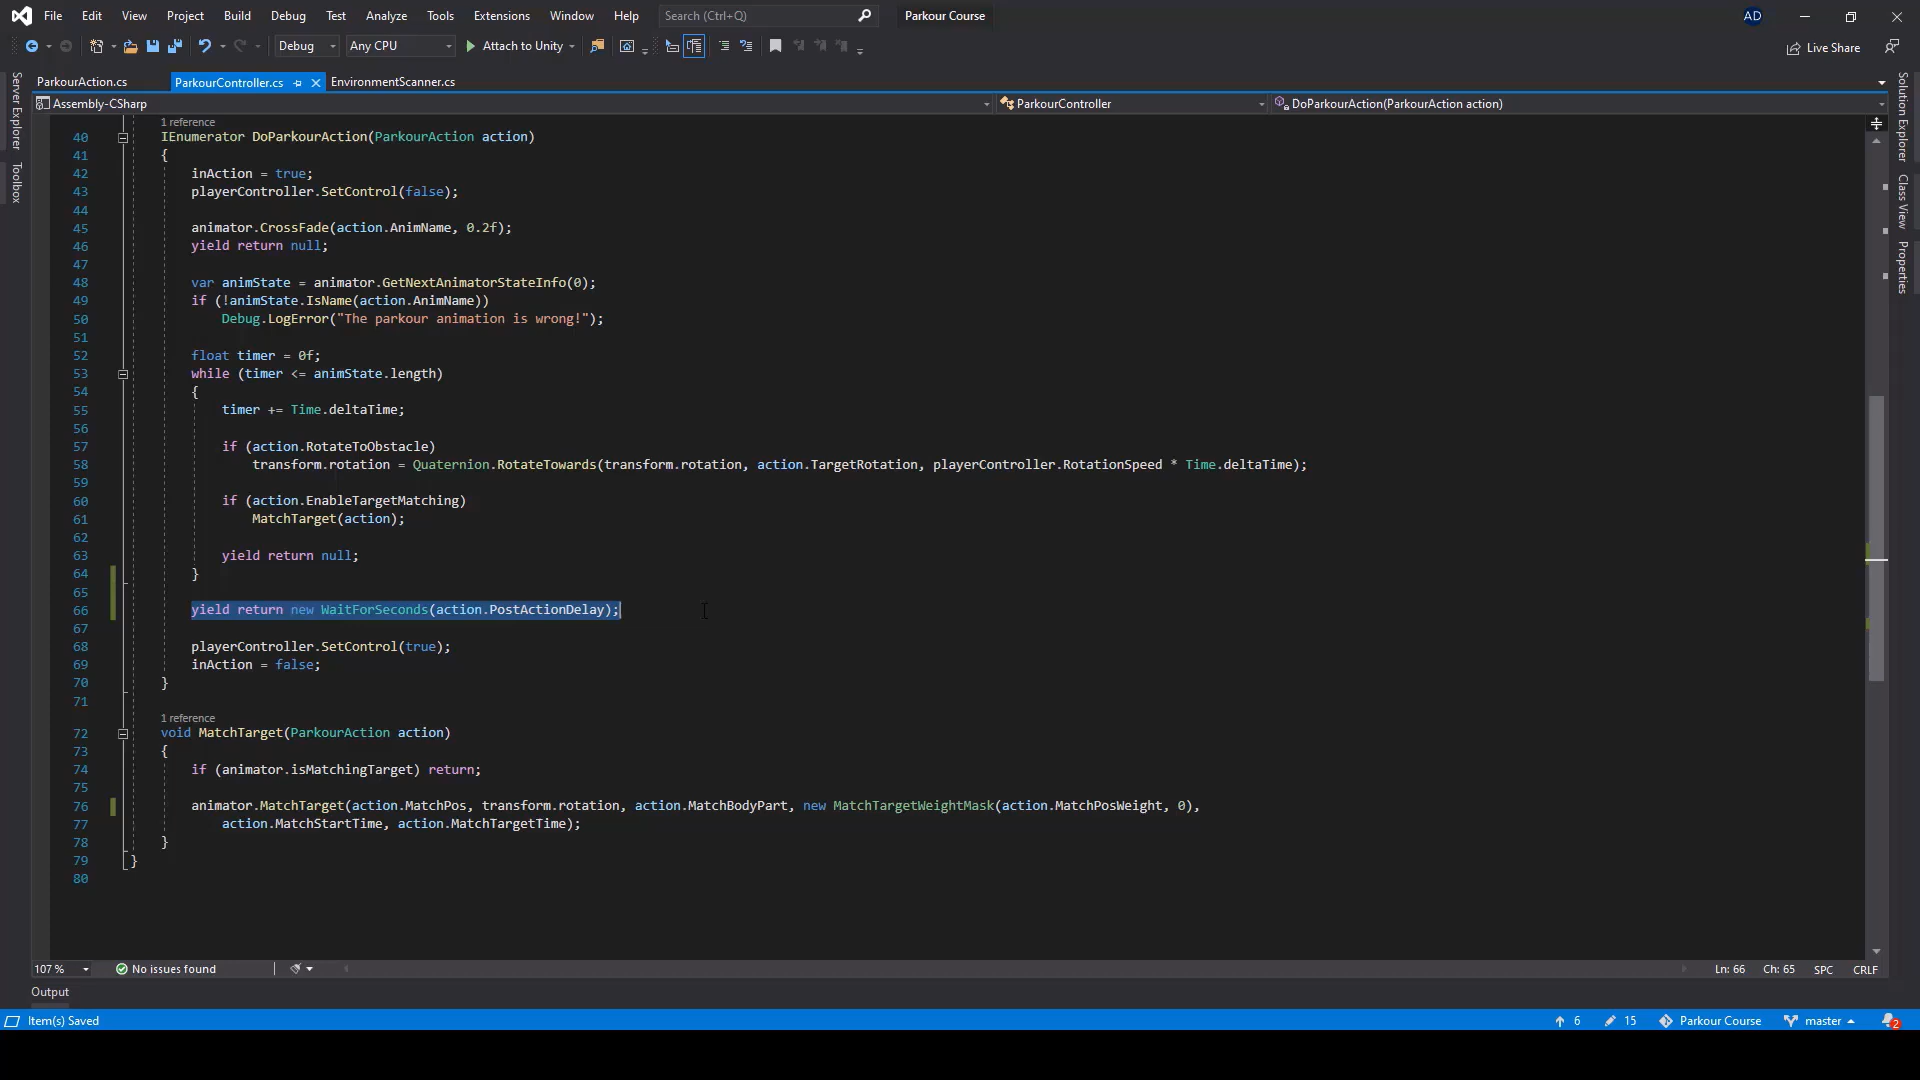 File Edit View Project Build Debug Test Analyze Tools Extensions Window Help Search (Ctrl+Q) Parkour Course AD
Debug Any CPU Attach to Unity Live Share
ParkourAction.cs ParkourController.cs EnvironmentScanner.cs
Assembly-CSharp ParkourController DoParkourAction(ParkourAction action)
Server Explorer
Toolbox
Solution Explorer
Class View
Properties
1 reference
40 IEnumerator DoParkourAction(ParkourAction action)
41 {
42 inAction = true;
43 playerController.SetControl(false);
44
45 animator.CrossFade(action.AnimName, 0.2f);
46 yield return null;
47
48 var animState = animator.GetNextAnimatorStateInfo(0);
49 if (!animState.IsName(action.AnimName))
50 Debug.LogError("The parkour animation is wrong!");
51
52 float timer = 0f;
53 while (timer <= animState.length)
54 {
55 timer += Time.deltaTime;
56
57 if (action.RotateToObstacle)
58 transform.rotation = Quaternion.RotateTowards(transform.rotation, action.TargetRotation, playerController.RotationSpeed * Time.deltaTime);
59
60 if (action.EnableTargetMatching)
61 MatchTarget(action);
62
63 yield return null;
64 }
65
66 yield return new WaitForSeconds(action.PostActionDelay);
67
68 playerController.SetControl(true);
69 inAction = false;
70 }
71
1 reference
72 void MatchTarget(ParkourAction action)
73 {
74 if (animator.isMatchingTarget) return;
75
76 animator.MatchTarget(action.MatchPos, transform.rotation, action.MatchBodyPart, new MatchTargetWeightMask(action.MatchPosWeight, 0),
77 action.MatchStartTime, action.MatchTargetTime);
78 }
79 }
80
107 % No issues found Ln: 66 Ch: 65 SPC CRLF
Output
Item(s) Saved 6 15 Parkour Course master 2